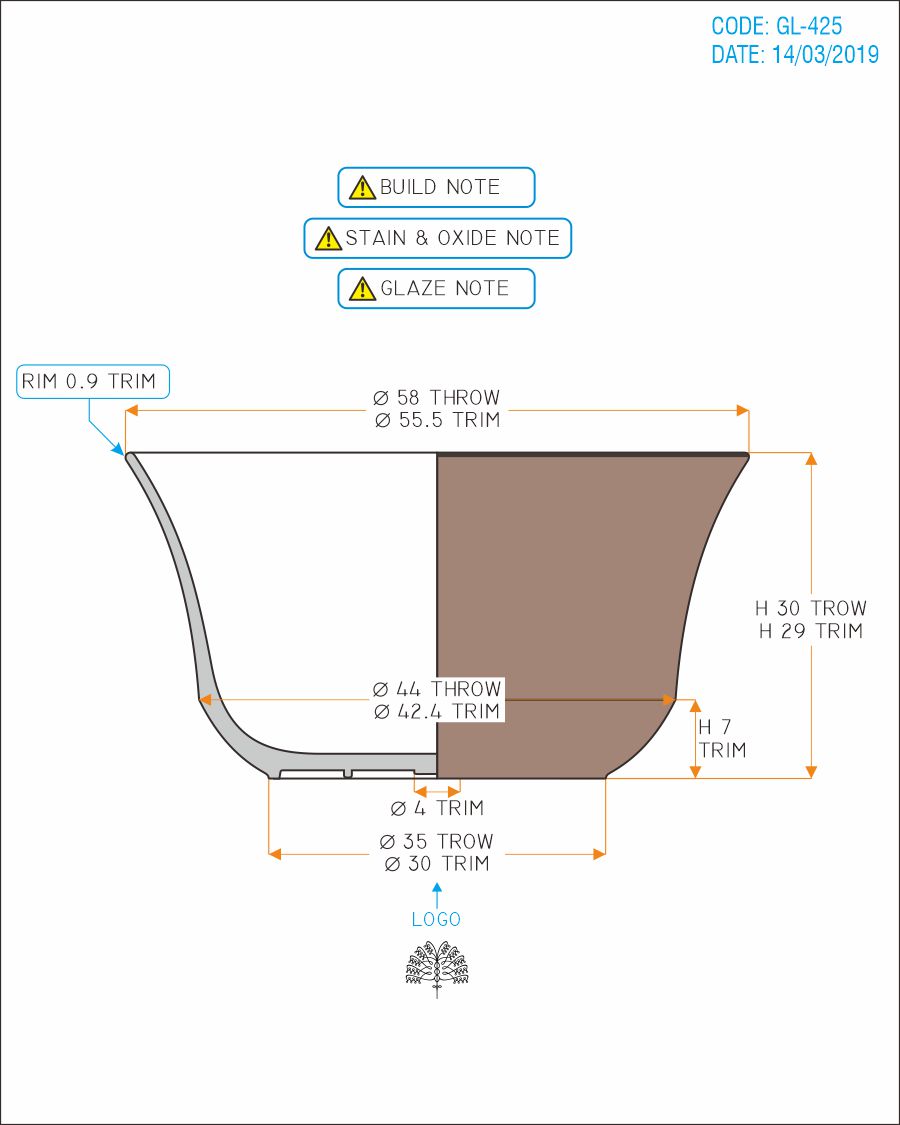 CODE: GL-425
DATE: 14/03/2019
BUILD NOTE
STAIN & OXIDE NOTE
GLAZE NOTE
RIM 0.9 TRIM
Ø 58 THROW
Ø 55.5 TRIM
H 30 TROW
H 29 TRIM
Ø 44 THROW
Ø 42.4 TRIM
H 7
TRIM
Ø 4 TRIM
Ø 35 TROW
Ø 30 TRIM
LOGO